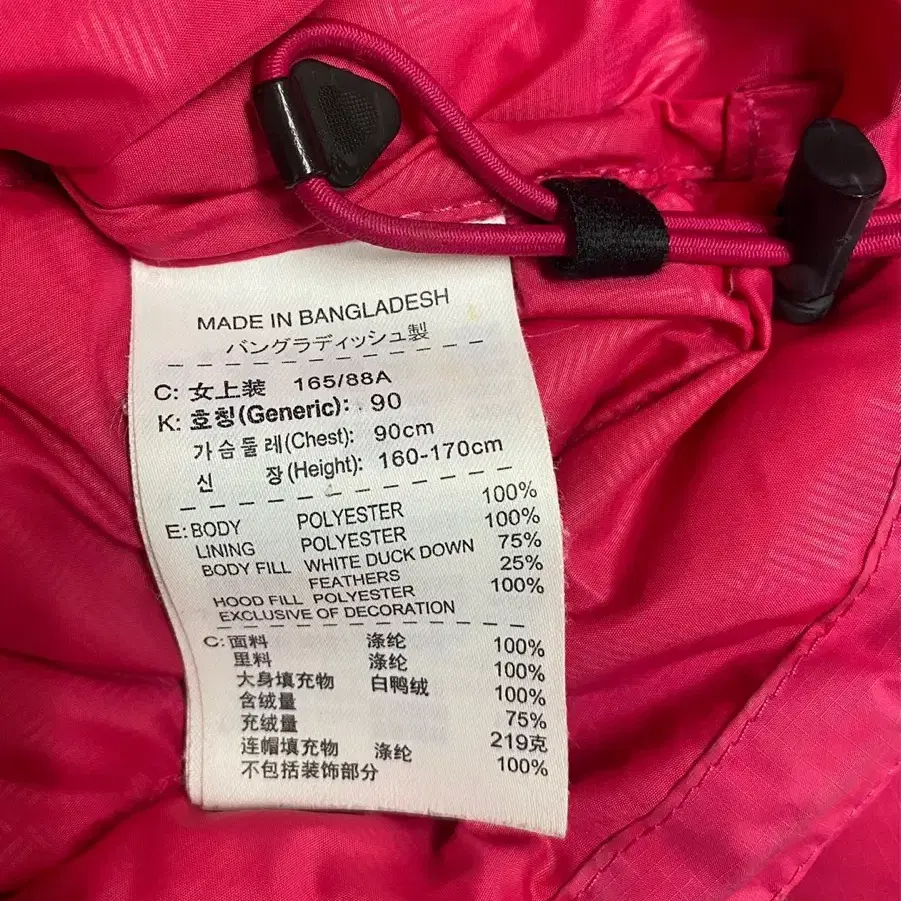 MADE IN BANGLADESH
バングラディッシュ製
C: 女上装 165/88A
K: 호칭(Generic): 90
가슴둘레(Chest): 90cm
신 장(Height): 160-170cm
E: BODY POLYESTER 100%
LINING POLYESTER 100%
BODY FILL WHITE DUCK DOWN 75%
FEATHERS 25%
HOOD FILL POLYESTER 100%
EXCLUSIVE OF DECORATION
C: 面料 涤纶 100%
里料 涤纶 100%
大身填充物 白鸭绒 100%
含绒量 75%
充绒量 219克
连帽填充物 涤纶 100%
不包括装饰部分